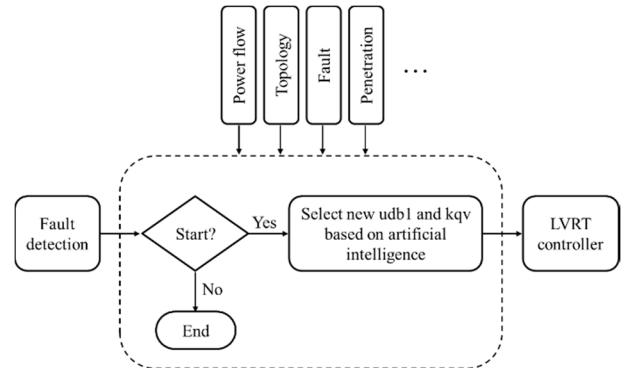 Power flow
Topology
Fault
Penetration
...
Fault
detection
Start?
Yes
Select new udb1 and kqv
based on artificial
intelligence
LVRT
controller
No
End